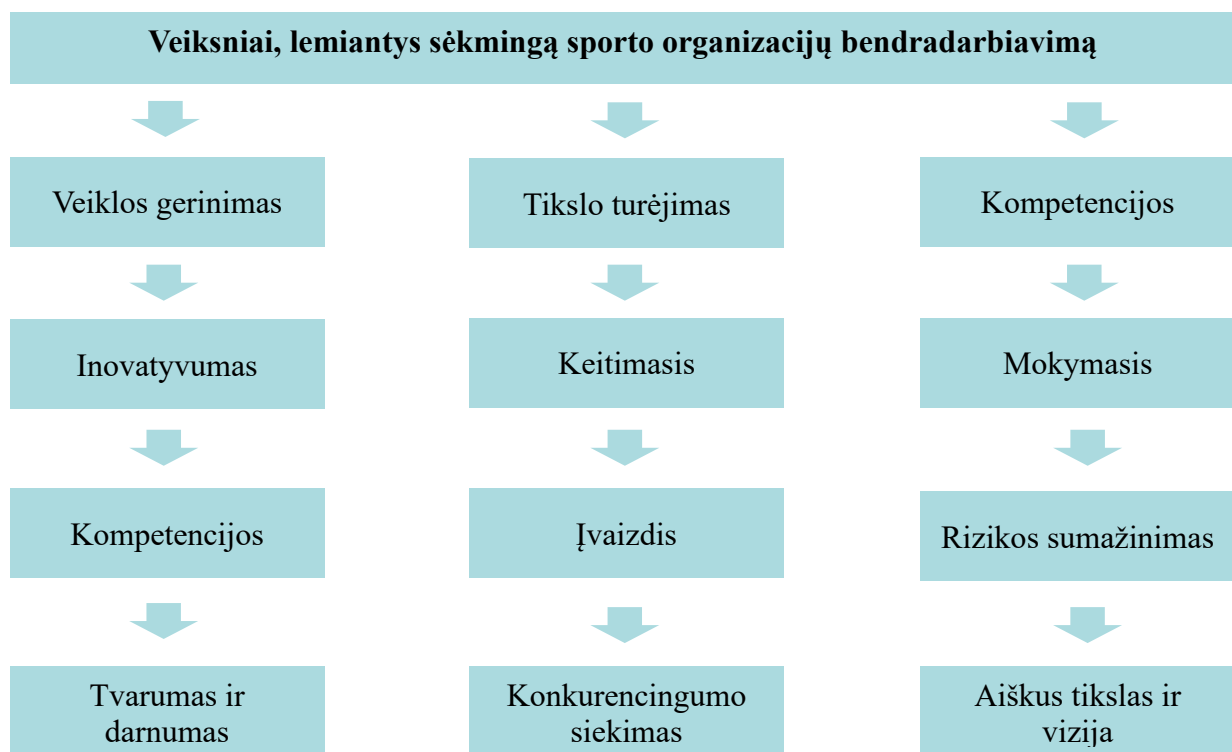 Veiksniai, lemiantys sėkmingą sporto organizacijų bendradarbiavimą
Veiklos gerinimas
Tikslo turėjimas
Kompetencijos
Inovatyvumas
Keitimasis
Mokymasis
Kompetencijos
Įvaizdis
Rizikos sumažinimas
Tvarumas ir
darnumas
Konkurencingumo
siekimas
Aiškus tikslas ir
vizija